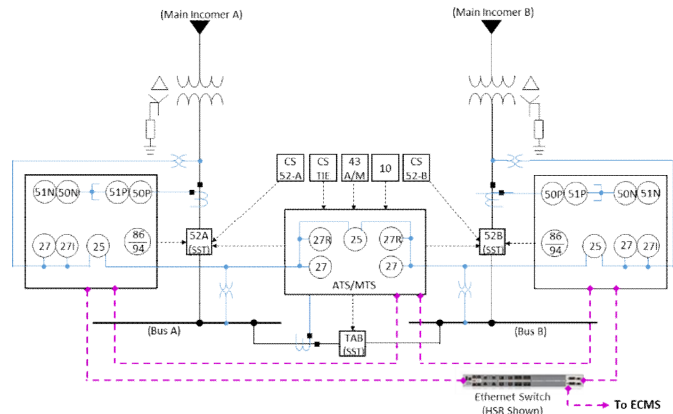 (Main Incomer A)
(Main Incomer B)
CS
52-A
CS
TIE
43
A/M
10
CS
52-B
51N
50N
51P
50P
50P
51P
50N
51N
86
94
52A
(SST)
27R
25
27R
52B
(SST)
86
94
27
27I
25
27
27
25
27
27I
ATS/MTS
(Bus A)
TAB
(SST)
(Bus B)
Ethernet Switch
(HSR Shown)
To ECMS